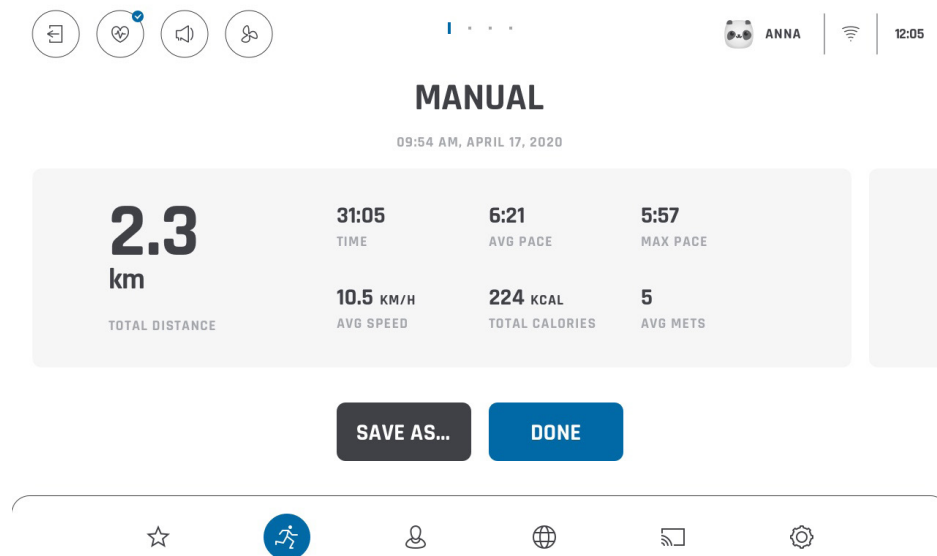 ANNA
12:05
MANUAL
09:54 AM, APRIL 17, 2020
2.3
km
TOTAL DISTANCE
31:05
TIME
6:21
AVG PACE
5:57
MAX PACE
10.5 KM/H
AVG SPEED
224 KCAL
TOTAL CALORIES
5
AVG METS
SAVE AS...
DONE